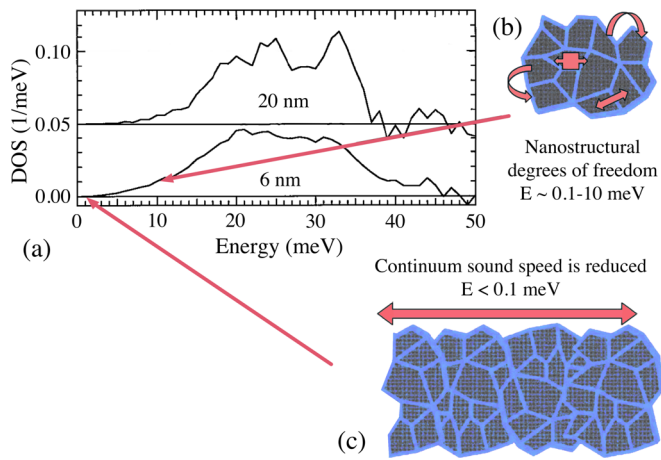 0.10
0.05
0.00
DOS (1/meV)
20 nm
6 nm
0 10 20 30 40 50
Energy (meV)
(a)
(b)
Nanostructural
degrees of freedom
E ~ 0.1-10 meV
Continuum sound speed is reduced
E < 0.1 meV
(c)